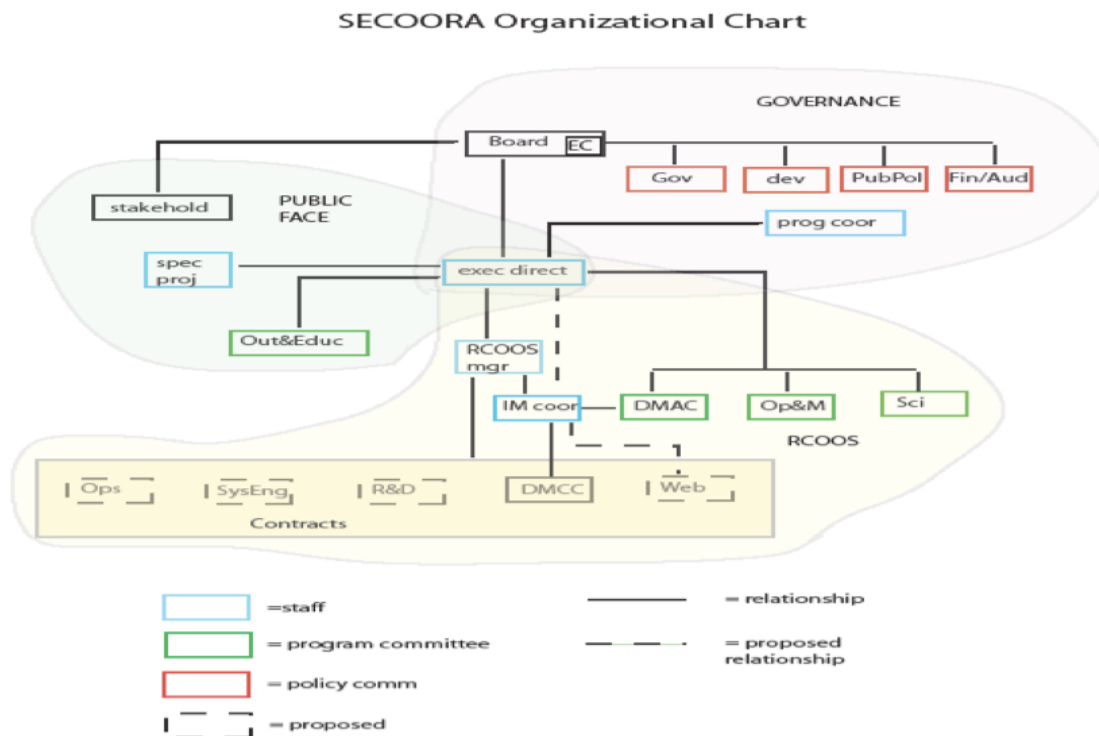 SECOORA Organizational Chart
GOVERNANCE
Board
EC
Gov
dev
PubPol
Fin/Aud
stakehold
PUBLIC
FACE
prog coor
spec
proj
exec direct
Out&Educ
RCOOS
mgr
IM coor
DMAC
Op&M
Sci
RCOOS
Ops
SysEng
R&D
DMCC
Web
Contracts
=staff
= relationship
= program committee
= proposed
relationship
= policy comm
= proposed